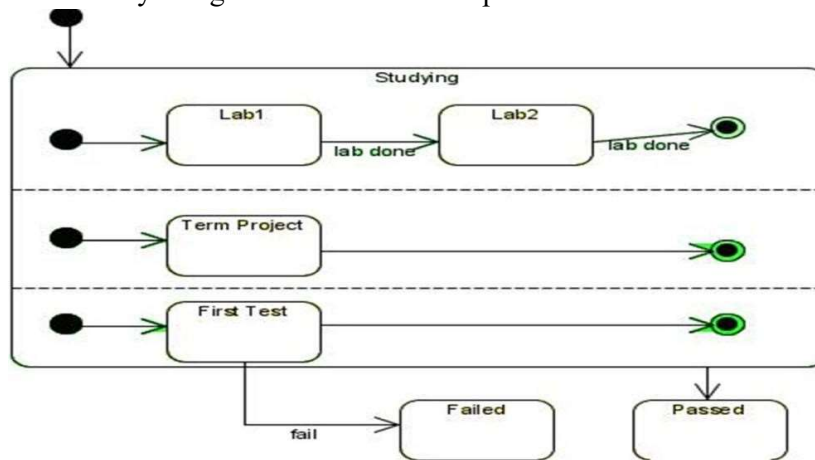 Studying
Lab1
Lab2
lab done
lab done
Term Project
First Test
fail
Failed
Passed